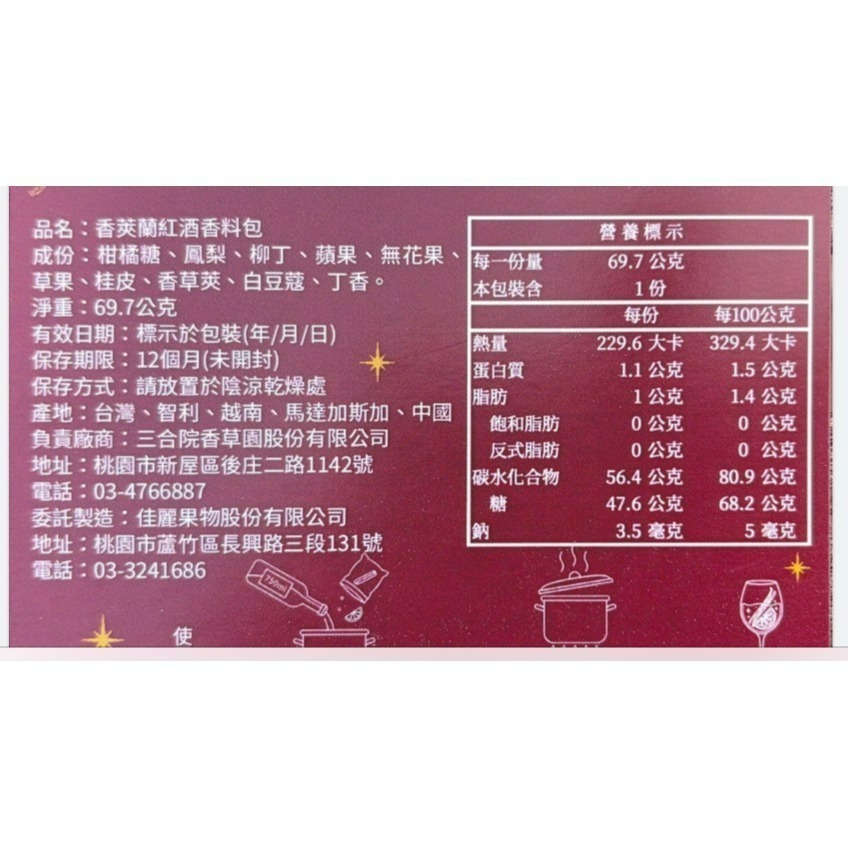 品名：香莢蘭紅酒香料包
成份：柑橘糖、鳳梨、柳丁、蘋果、無花果、
草果、桂皮、香草莢、白豆蔻、丁香。
淨重：69.7公克
有效日期：標示於包裝(年/月/日)
保存期限：12個月(未開封)
保存方式：請放置於陰涼乾燥處
產地：台灣、智利、越南、馬達加斯加、中國
負責廠商：三合院香草園股份有限公司
地址：桃園市新屋區後庄二路1142號
電話：03-4766887
委託製造：佳麗果物股份有限公司
地址：桃園市蘆竹區長興路三段131號
電話：03-3241686
營養標示
每一份量 69.7 公克
本包裝含 1 份
每份 每100公克
熱量 229.6 大卡 329.4 大卡
蛋白質 1.1 公克 1.5 公克
脂肪 1 公克 1.4 公克
飽和脂肪 0 公克 0 公克
反式脂肪 0 公克 0 公克
碳水化合物 56.4 公克 80.9 公克
糖 47.6 公克 68.2 公克
鈉 3.5 毫克 5 毫克
750ml
使